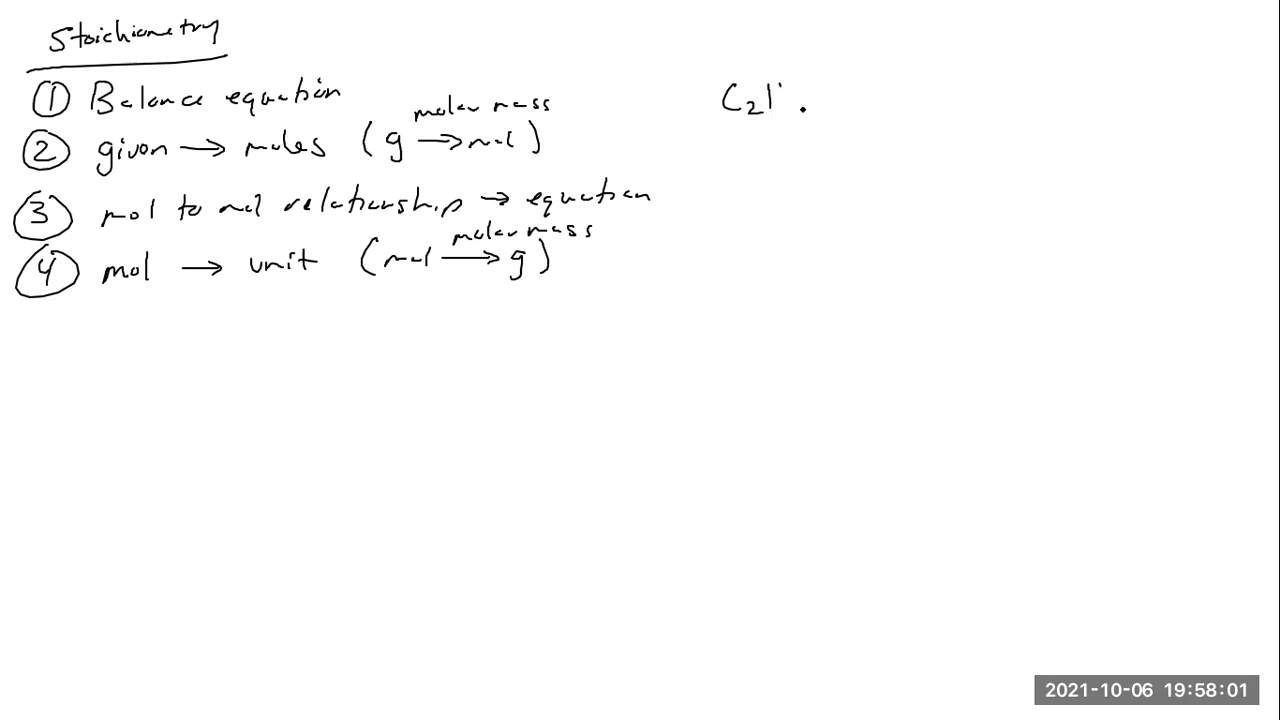 Stoichiometry
① Balance equation
molar mass
② given → moles (g → mol)
③ mol to mol relationship → equation
molar mass
④ mol → unit (mol → g)
C₂
2021-10-06 19:58:01